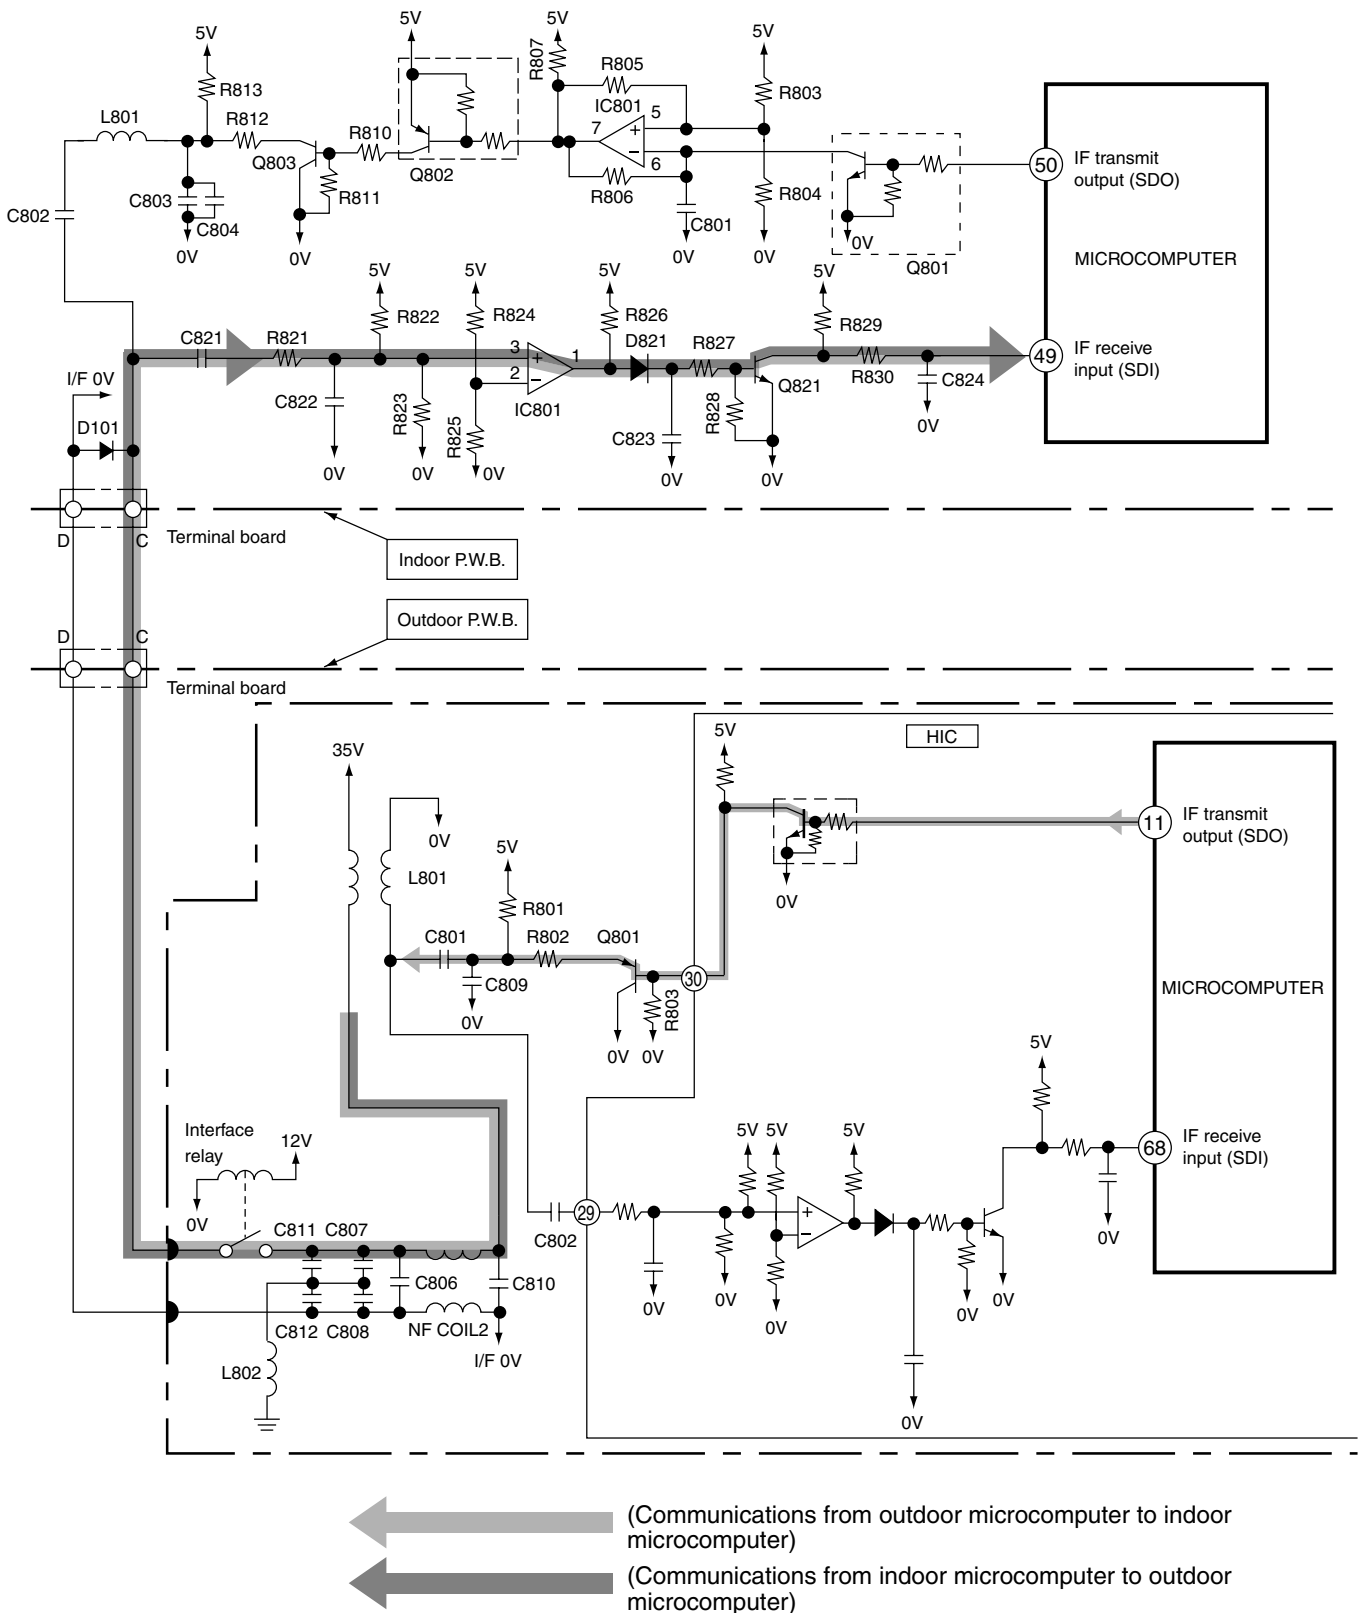 5V
5V
5V
5V
R813
R807
R805
R803
L801
R812
R810
IC801
7
5
+
6
−
Q803
Q802
R811
R806
R804
C801
C803
C804
C802
0V
0V
0V
0V
0V
Q801
50
IF transmit
output (SDO)
MICROCOMPUTER
5V
5V
5V
5V
C821
R821
R822
R824
R826
R829
3
+
1
2
−
D821
R827
49
IF receive
input (SDI)
I/F 0V
C822
R823
R825
IC801
R828
Q821
R830
C824
D101
C823
0V
0V
0V
0V
0V
0V
0V
D
C
Terminal board
Indoor P.W.B.
Outdoor P.W.B.
D
C
Terminal board
HIC
5V
35V
11
IF transmit
output (SDO)
0V
L801
5V
0V
R801
C801
R802
Q801
C809
R803
30
MICROCOMPUTER
0V
0V
0V
5V
Interface
relay
12V
0V
5V
5V
5V
68
IF receive
input (SDI)
C811
C807
C802
29
+
−
0V
C806
C810
C812
C808
NF COIL2
I/F 0V
L802
0V
0V
0V
0V
0V
0V
(Communications from outdoor microcomputer to indoor
microcomputer)
(Communications from indoor microcomputer to outdoor
microcomputer)